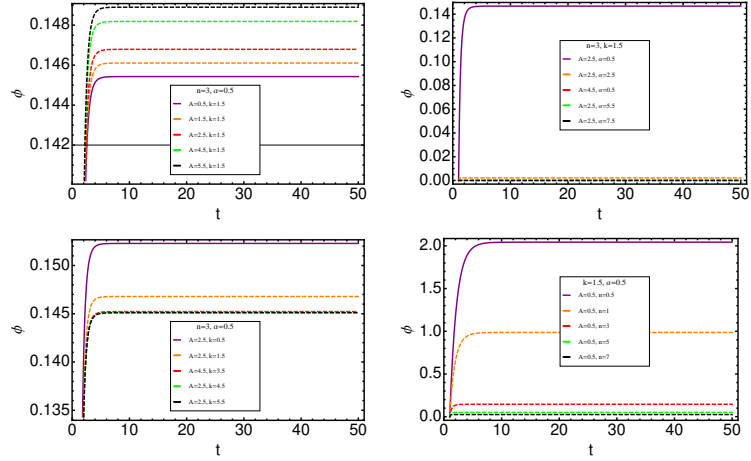 0.148
0.146
0.144
0.142
ϕ
n=3, α=0.5
A=0.5, k=1.5
A=1.5, k=1.5
A=2.5, k=1.5
A=4.5, k=1.5
A=5.5, k=1.5
0 10 20 30 40 50
t
0.14
0.12
0.10
0.08
0.06
0.04
0.02
0.00
ϕ
n=3, k=1.5
A=2.5, α=0.5
A=2.5, α=2.5
A=4.5, α=0.5
A=2.5, α=5.5
A=2.5, α=7.5
0 10 20 30 40 50
t
0.150
0.145
0.140
0.135
ϕ
n=3, α=0.5
A=2.5, k=0.5
A=2.5, k=1.5
A=4.5, k=3.5
A=2.5, k=4.5
A=2.5, k=5.5
0 10 20 30 40 50
t
2.0
1.5
1.0
0.5
0.0
ϕ
k=1.5, α=0.5
A=0.5, n=0.5
A=0.5, n=1
A=0.5, n=3
A=0.5, n=5
A=0.5, n=7
0 10 20 30 40 50
t